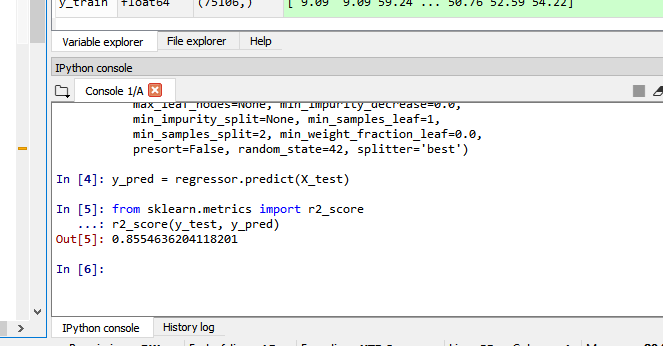 y_train float64 (75106,) [ 9.09 9.09 59.24 ... 50.76 52.59 54.22]
Variable explorer File explorer Help
IPython console
Console 1/A
max_leaf_nodes=None, min_impurity_decrease=0.0,
min_impurity_split=None, min_samples_leaf=1,
min_samples_split=2, min_weight_fraction_leaf=0.0,
presort=False, random_state=42, splitter='best')
In [4]: y_pred = regressor.predict(X_test)
In [5]: from sklearn.metrics import r2_score
...: r2_score(y_test, y_pred)
Out[5]: 0.8554636204118201
In [6]:
IPython console History log